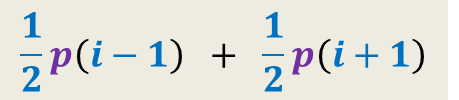 1/2 p(i − 1) + 1/2 p(i + 1)